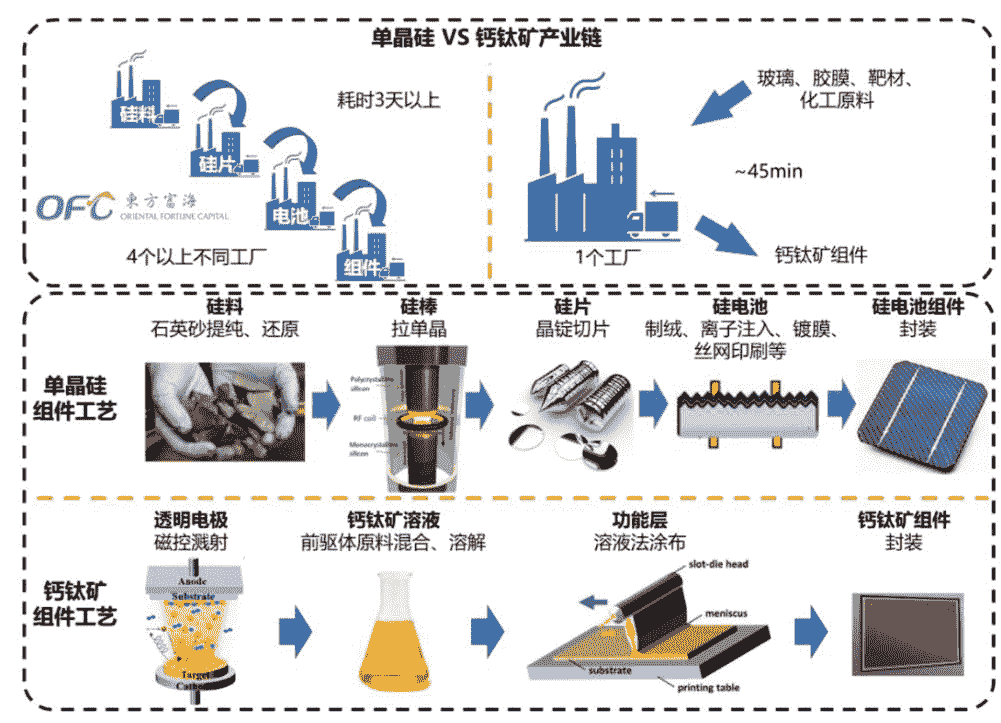 单晶硅 VS 钙钛矿产业链
硅料
硅片
电池
组件
耗时3天以上
OFC 東方富海
ORIENTAL FORTUNE CAPITAL
4个以上不同工厂
玻璃、胶膜、靶材、
化工原料
~45min
1个工厂
钙钛矿组件
单晶硅
组件工艺
硅料
石英砂提纯、还原
硅棒
拉单晶
Polycrystalline
silicon
RF coil
Monocrystalline
silicon
硅片
晶锭切片
硅电池
制绒、离子注入、镀膜、
丝网印刷等
硅电池组件
封装
钙钛矿
组件工艺
透明电极
磁控溅射
Anode
Substrate
Target
钙钛矿溶液
前驱体原料混合、溶解
功能层
溶液法涂布
slot-die head
meniscus
substrate
printing table
钙钛矿组件
封装